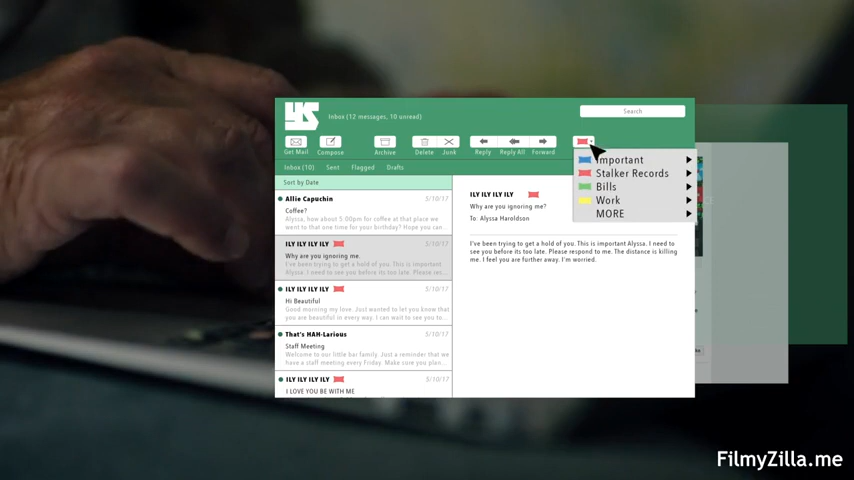 YS
Inbox (12 messages, 10 unread)
Search
Get Mail
Compose
Archive
Delete
Junk
Reply
Reply All
Forward
Inbox (10)
Sent
Flagged
Drafts
Important
Stalker Records
Bills
Work
MORE
Sort by Date
Allie Capuchin 5/10/17
Coffee?
Alyssa, how about 5:00pm for coffee at that place we
went to that one time for your birthday? Hope you can...
ILY ILY ILY ILY 5/10/17
Why are you ignoring me.
I've been trying to get a hold of you. This is important
Alyssa. I need to see you before its too late. Please res...
ILY ILY ILY ILY 5/10/17
Hi Beautiful
Good morning my love. Just wanted to let you know that
you are beautiful in every way. I can wait to see you to...
That's HAH-Larious 5/10/17
Staff Meeting
Welcome to our little bar family. Just a reminder that we
have a staff meeting every Friday. Make sure you plan...
ILY ILY ILY ILY 5/10/17
I LOVE YOU BE WITH ME
ILY ILY ILY ILY
Why are you ignoring me?
To: Alyssa Haroldson
I've been trying to get a hold of you. This is important Alyssa. I need to
see you before its too late. Please respond to me. The distance is killing
me. I feel you are further away. I'm worried.
FilmyZilla.me